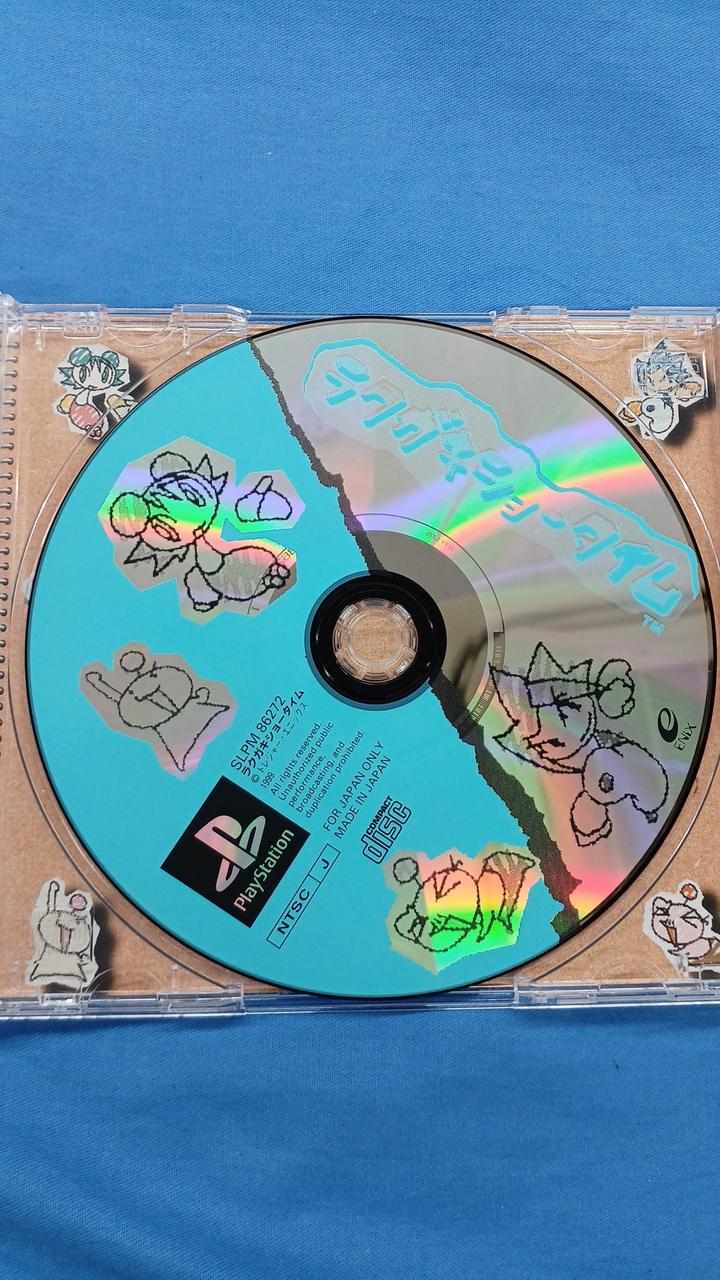 ラクガキショータイム
TM
ENIX
SLPM 86272
ラクガキショータイム
© トレジャー・エニックス
1999
All rights reserved.
Unauthorized public
performance,
broadcasting, and
duplication prohibited.
FOR JAPAN ONLY
MADE IN JAPAN
COMPACT
disc
PlayStation
NTSC J